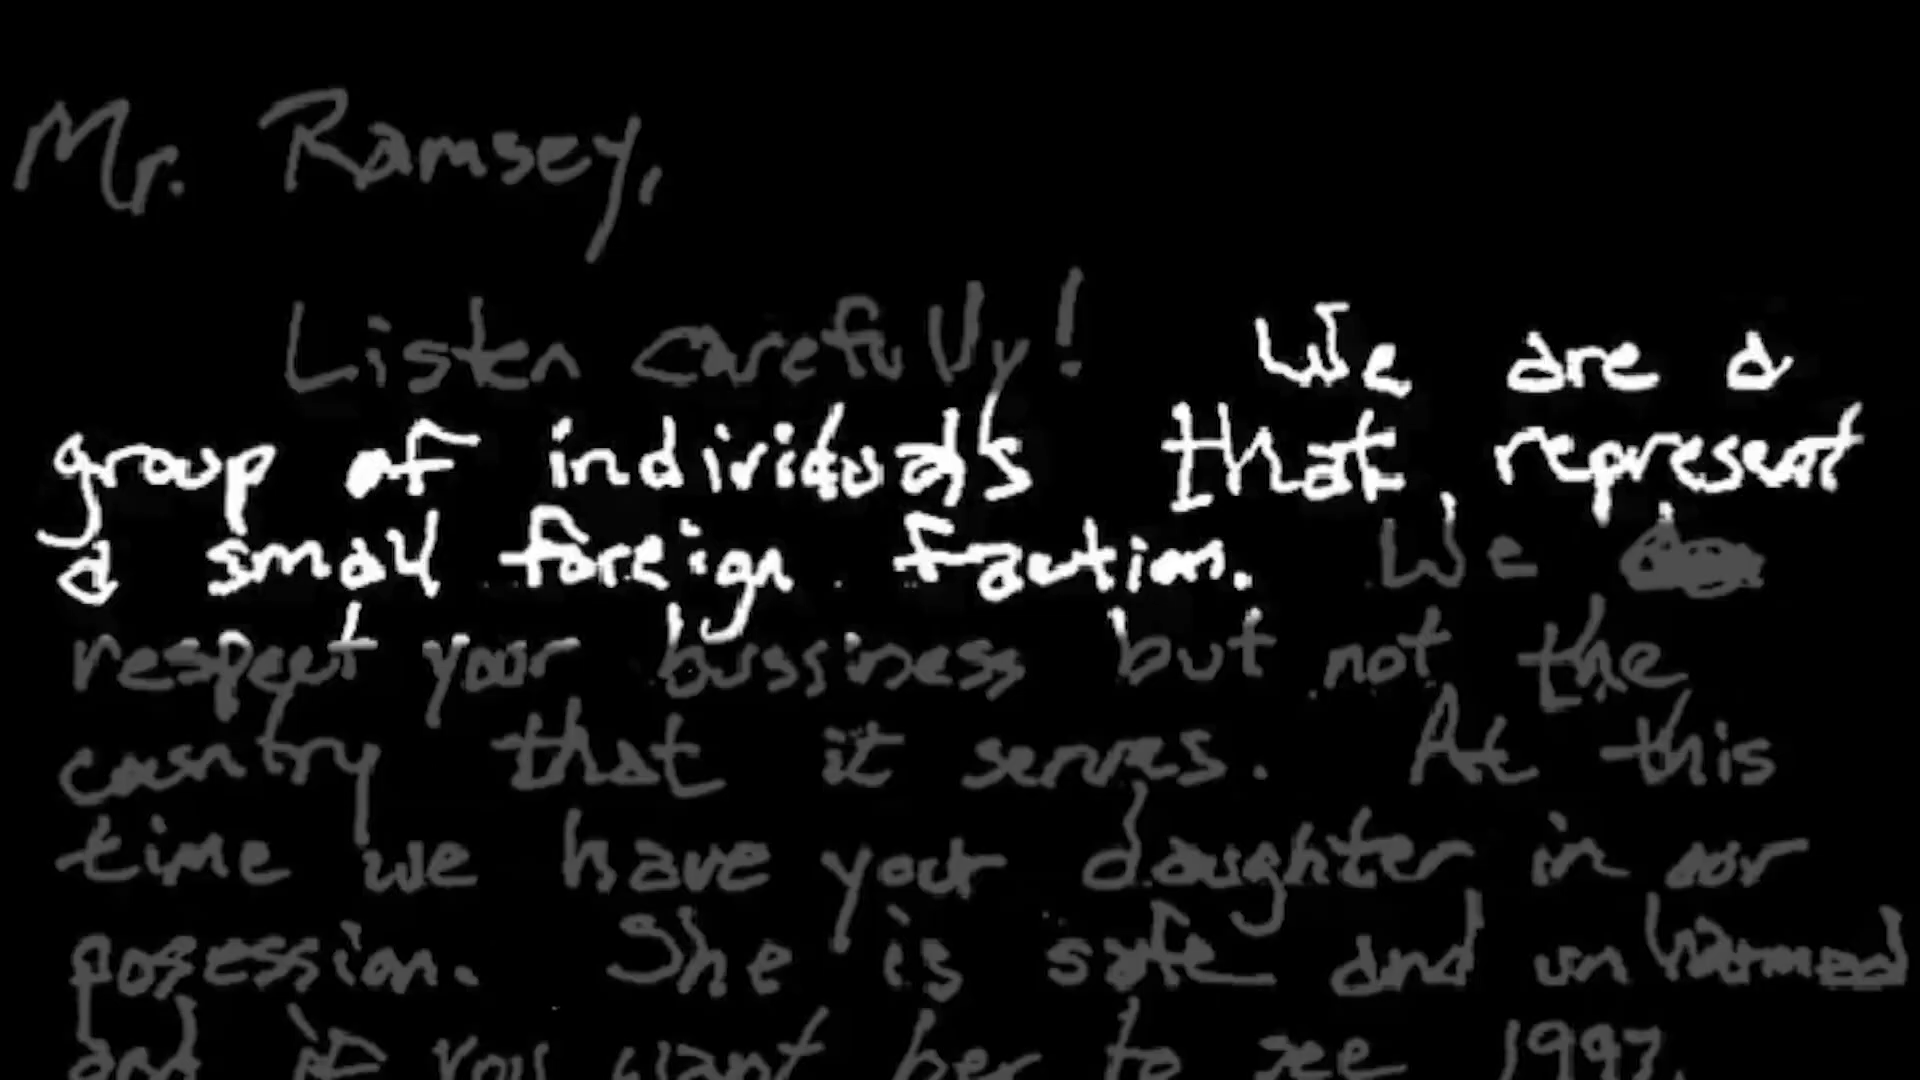 Mr. Ramsey,
Listen carefully! We are a
group of individuals that represent
a small foreign faction. We
respect your bussiness but not the
country that it serves. At this
time we have your daughter in our
posession. She is safe and unharmed
and if you want her to see 1997,